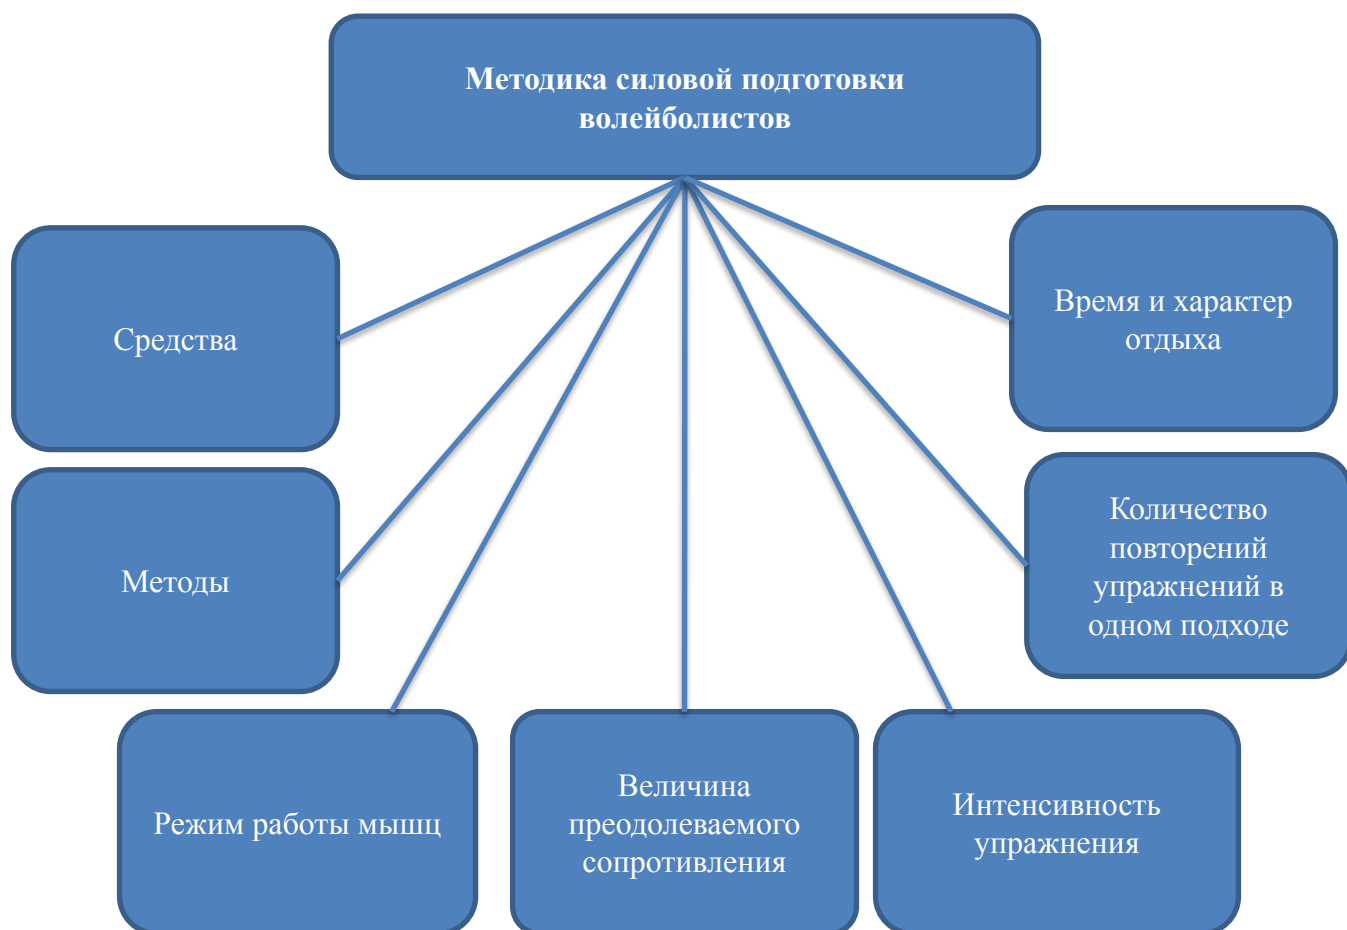 Методика силовой подготовки
волейболистов
Средства
Время и характер
отдыха
Методы
Количество
повторений
упражнений в
одном подходе
Режим работы мышц
Величина
преодолеваемого
сопротивления
Интенсивность
упражнения